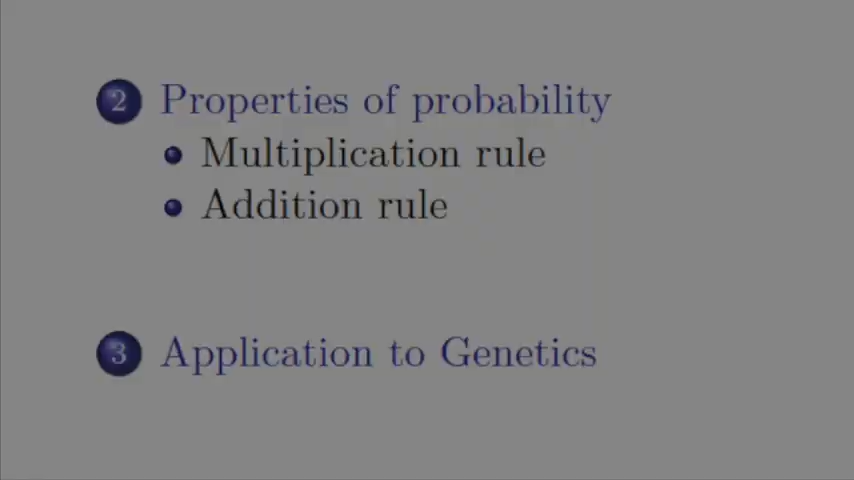 2 Properties of probability
Multiplication rule
Addition rule
3 Application to Genetics